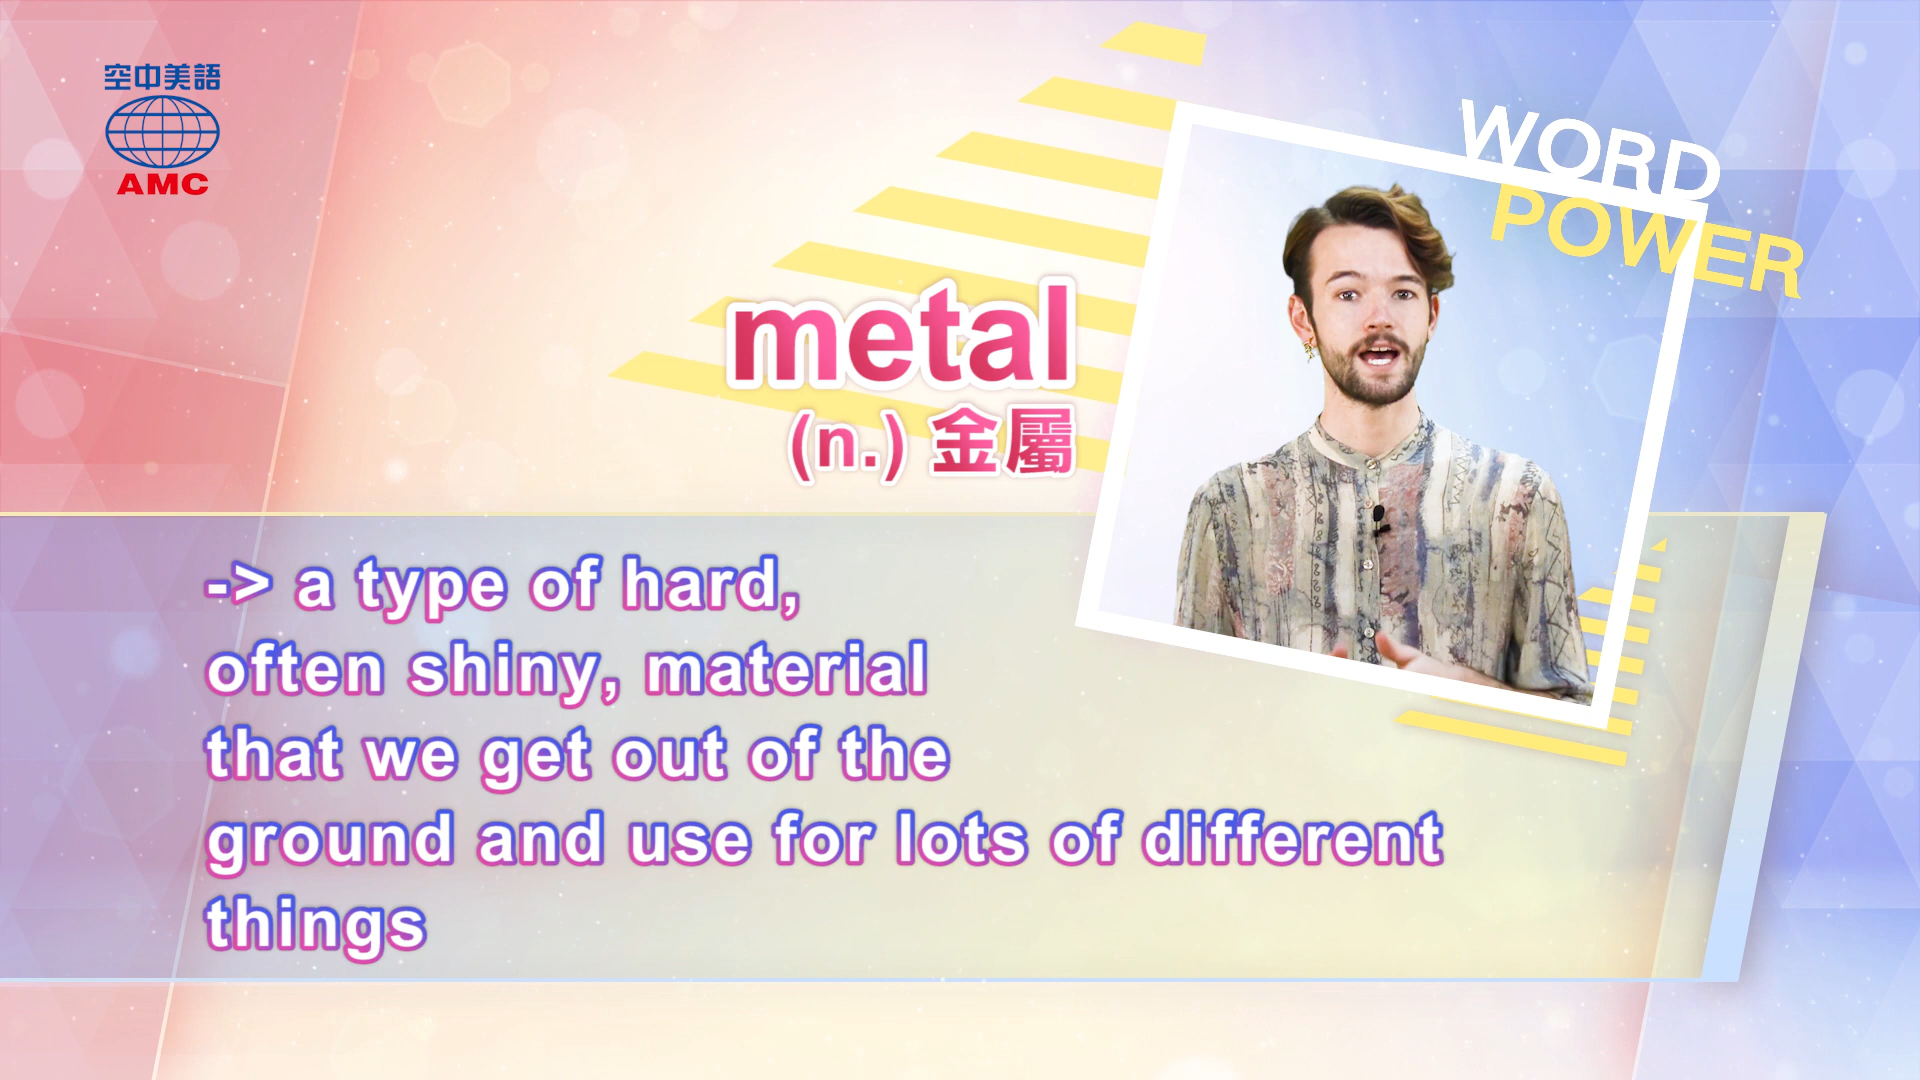 空中美語
AMC
WORD
POWER
metal
(n.) 金屬
-> a type of hard,
often shiny, material
that we get out of the
ground and use for lots of different
things